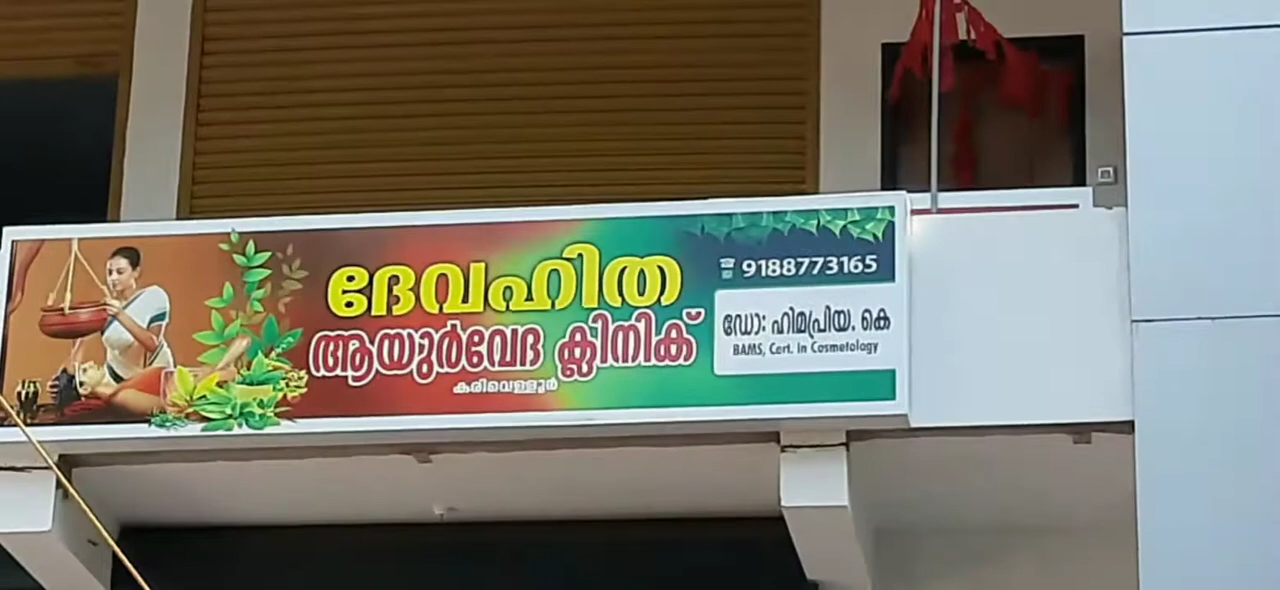 ദേവഹിത
ആയുർവേദ ക്ലിനിക്
കരിവെള്ളൂർ
9188773165
ഡോ: ഹിമപ്രിയ. കെ
BAMS, Cert. in Cosmetology